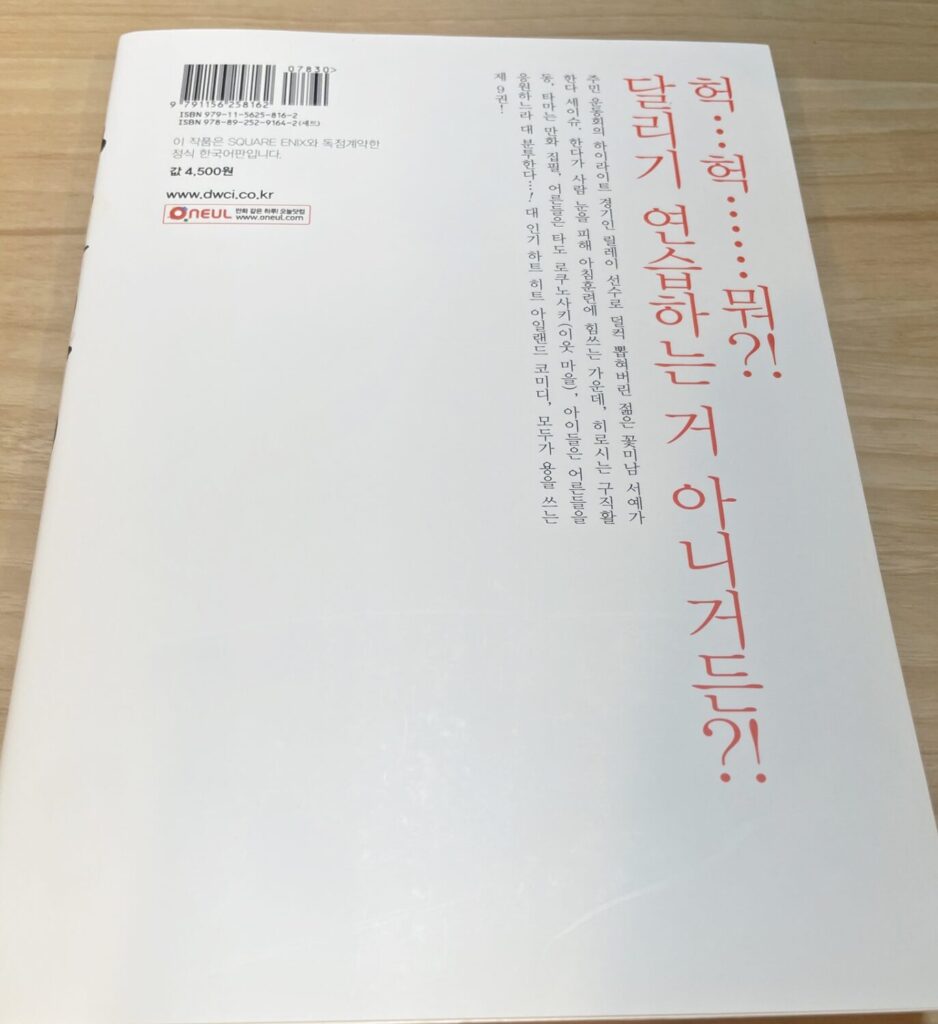 07830>
9 791156 258162
ISBN 979-11-5625-816-2
ISBN 978-89-252-9164-2(세트)
이 작품은 SQUARE ENIX와 독점계약한
정식 한국어판입니다.
값 4,500원
www.dwci.co.kr
ONEUL 만화 같은 하루! 오늘닷컴
www.oneul.com
헉…헉……뭐?!
달리기 연습하는 거 아니거든?!
주민 운동회의 하이라이트 경기인 릴레이 선수로 덜컥 뽑혀버린 젊은 꽃미남 서예가
한다 세이슈. 한다가 사람 눈을 피해 아침훈련에 힘쓰는 가운데, 히로시는 구직활
동, 타마는 만화 집필, 어른들은 타도 로쿠노사키(이웃 마을), 아이들은 어른들을
응원하느라 대 분투한다…! 대 인기 하트 히트 아일랜드 코미디, 모두가 용을 쓰는
제 9권!